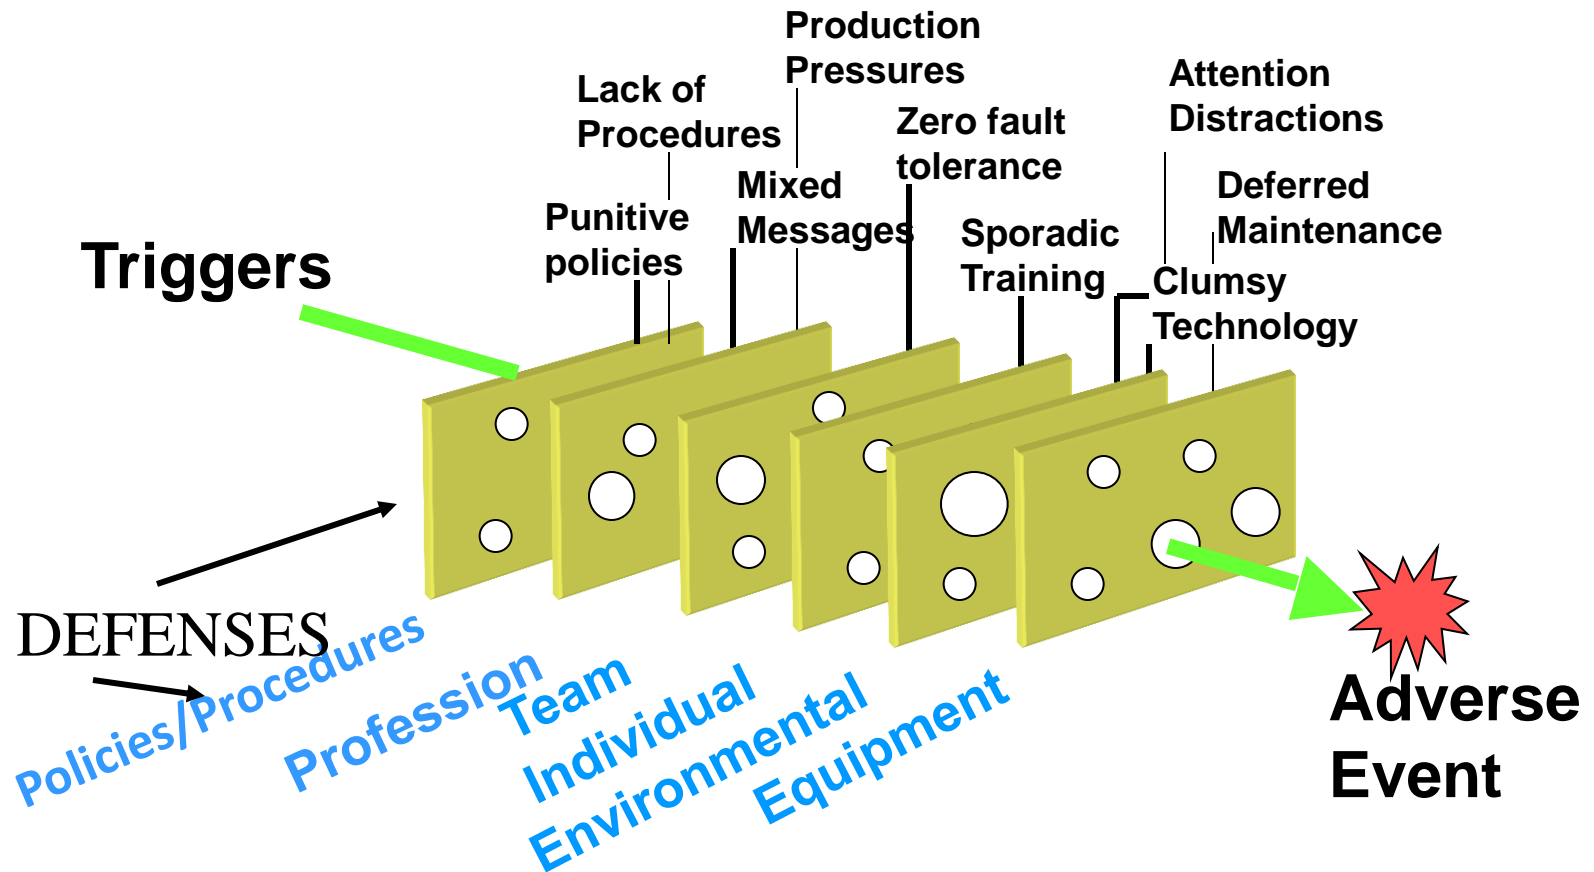 Production
Pressures
Lack of
Procedures
Attention
Distractions
Zero fault
tolerance
Mixed
Messages
Deferred
Maintenance
Punitive
policies
Sporadic
Training
Triggers
Clumsy
Technology
DEFENSES
Policies/Procedures
Profession
Team
Individual
Environmental
Equipment
Adverse
Event